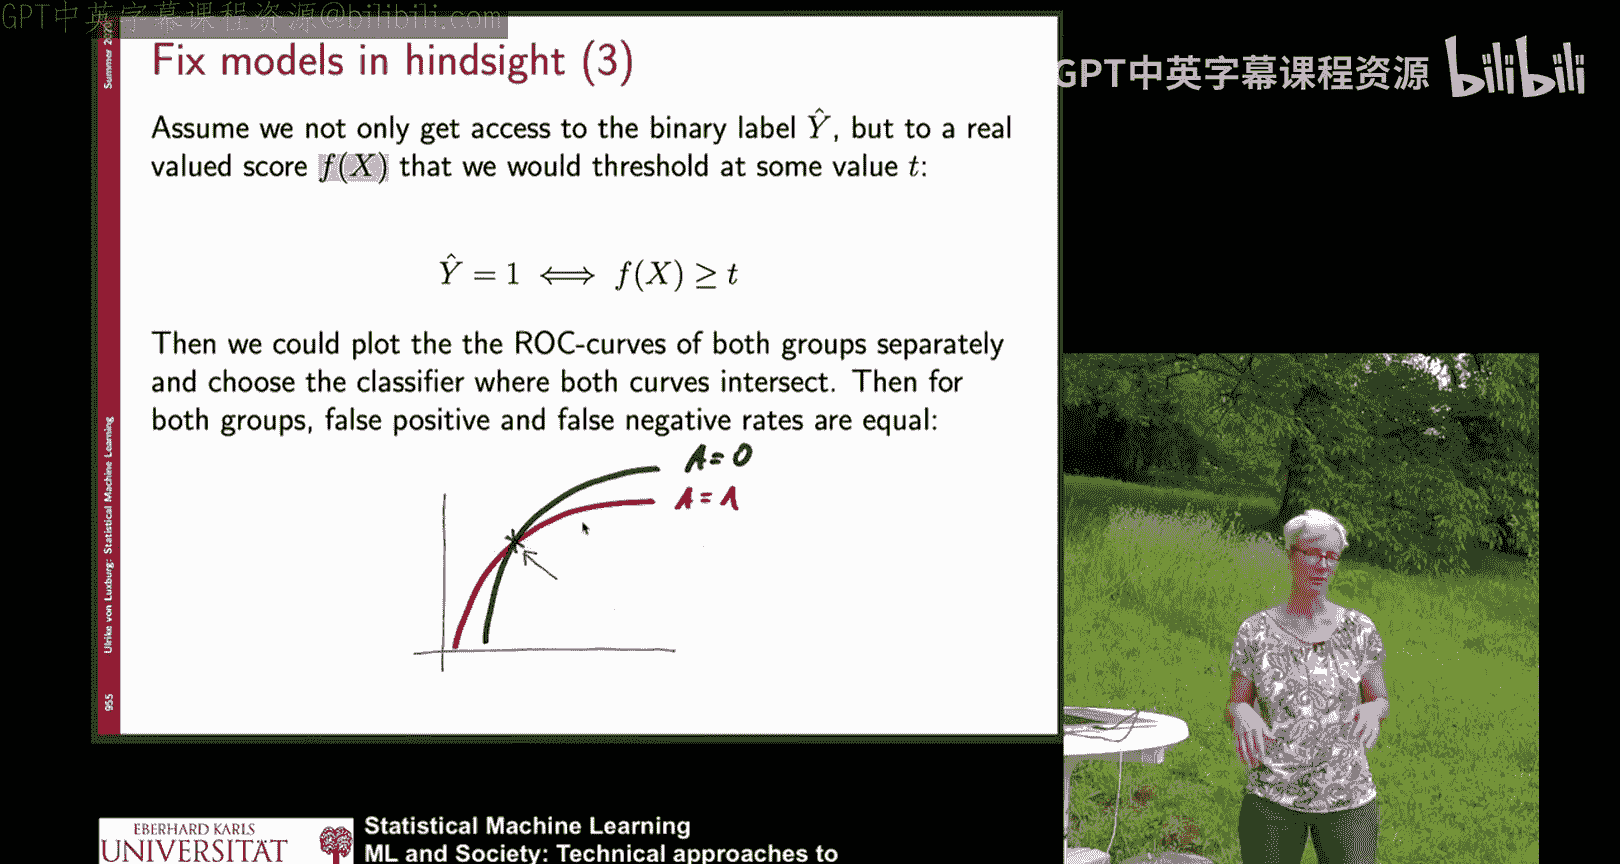 GPT中英字幕课程资源@bilibili.com
GPT中英字幕课程资源 bilibili
Fix models in hindsight (3)
Assume we not only get access to the binary label Ŷ, but to a real
valued score f(X) that we would threshold at some value t:
Ŷ = 1 ⟺ f(X) ≥ t
Then we could plot the the ROC-curves of both groups separately
and choose the classifier where both curves intersect. Then for
both groups, false positive and false negative rates are equal:
A = 0
A = 1
Summer
Ulrike von Luxburg: Statistical Machine Learning
955
EBERHARD KARLS
UNIVERSITÄT
Statistical Machine Learning
ML and Society: Technical approaches to